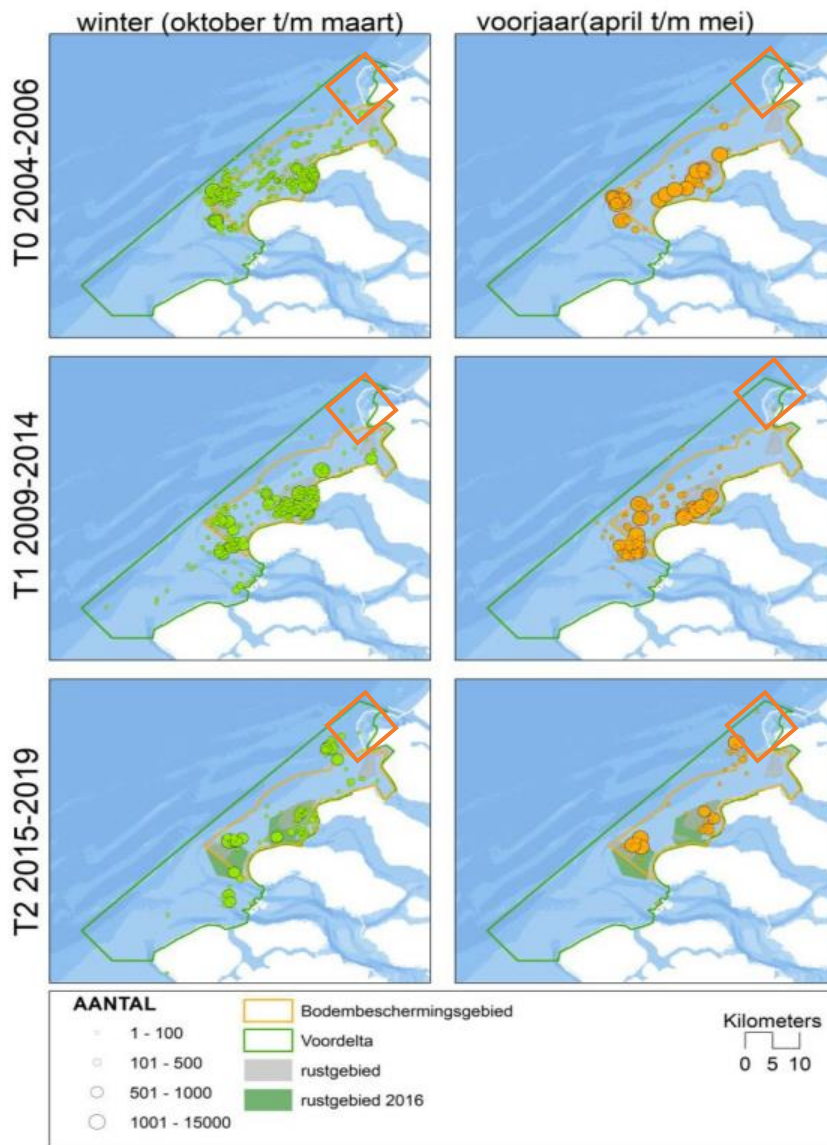 winter (oktober t/m maart)
voorjaar(april t/m mei)
T0 2004-2006
T1 2009-2014
T2 2015-2019
AANTAL
1 - 100
101 - 500
501 - 1000
1001 - 15000
Bodembeschermingsgebied
Voordelta
rustgebied
rustgebied 2016
Kilometers
0 5 10